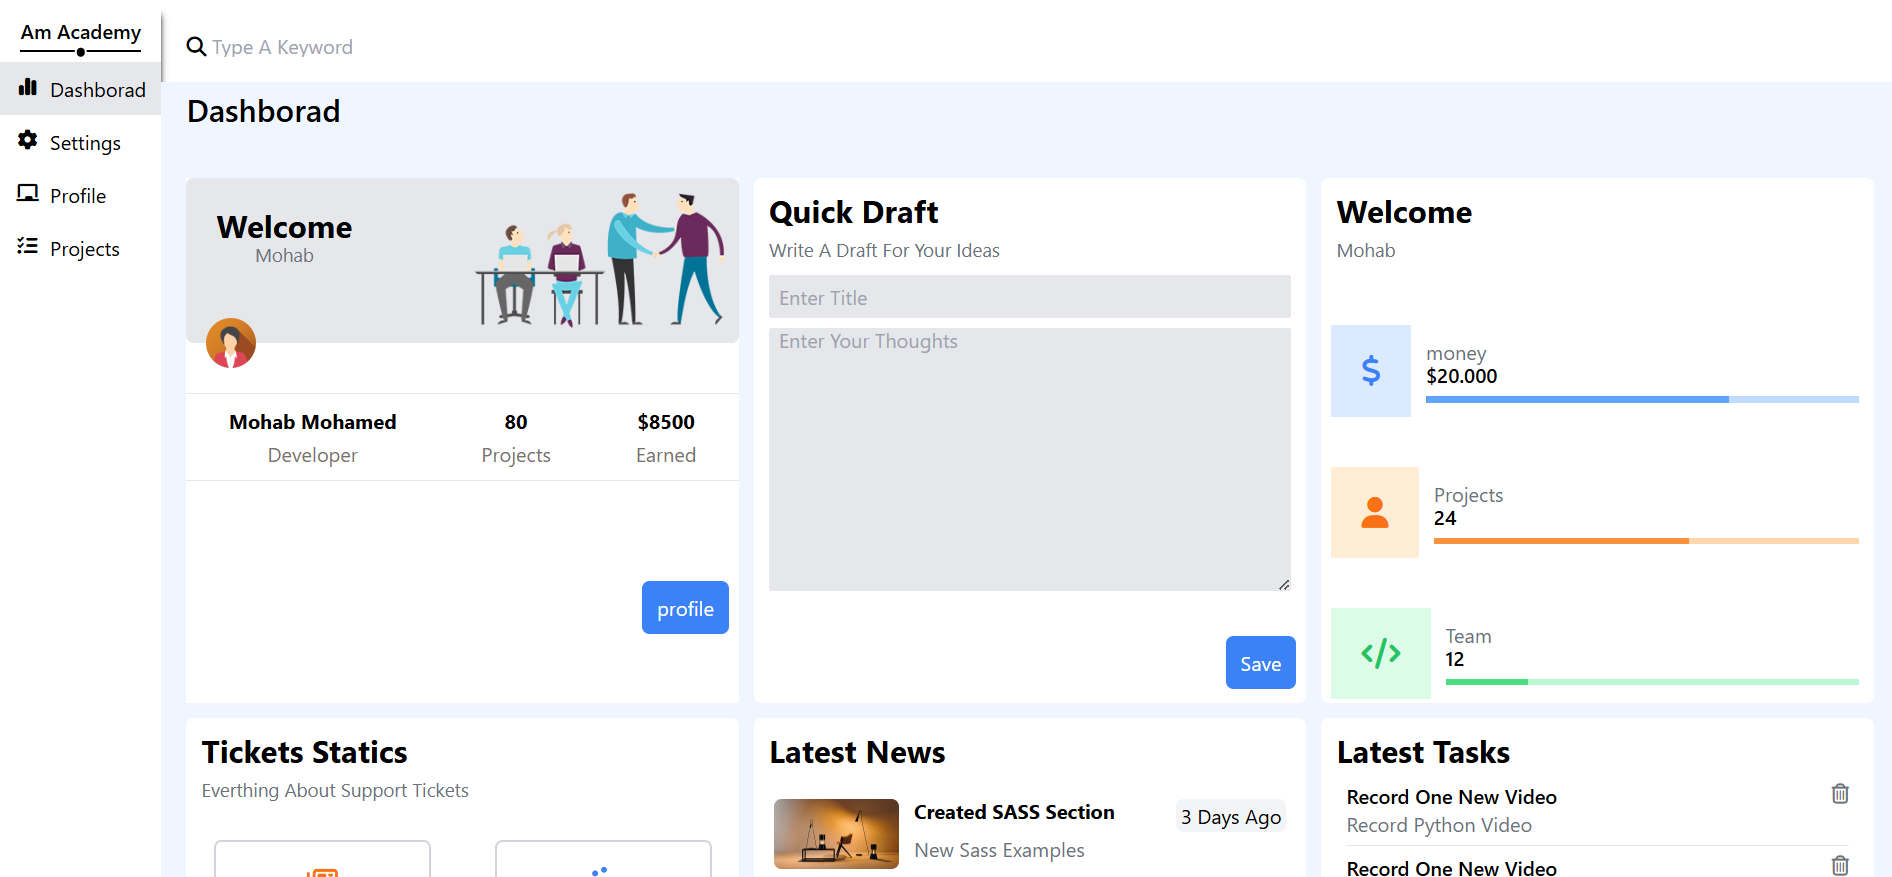 Am Academy
Type A Keyword
Dashborad
Settings
Profile
Projects
Dashborad
Welcome
Mohab
Mohab Mohamed
80
$8500
Developer
Projects
Earned
profile
Quick Draft
Write A Draft For Your Ideas
Enter Title
Enter Your Thoughts
Save
Welcome
Mohab
money
$20.000
Projects
24
Team
12
Tickets Statics
Everthing About Support Tickets
Latest News
Created SASS Section
3 Days Ago
New Sass Examples
Latest Tasks
Record One New Video
Record Python Video
Record One New Video